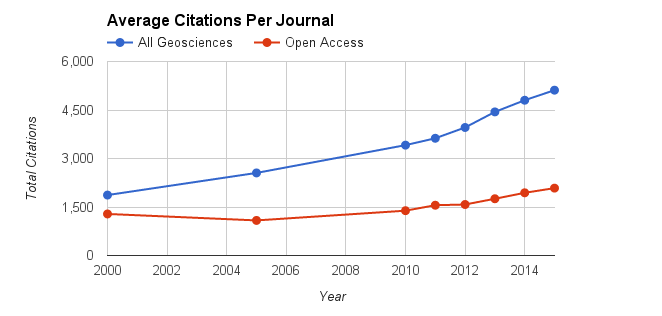 Average Citations Per Journal
All Geosciences Open Access
6,000
4,500
3,000
1,500
0
Total Citations
2000 2002 2004 2006 2008 2010 2012 2014
Year